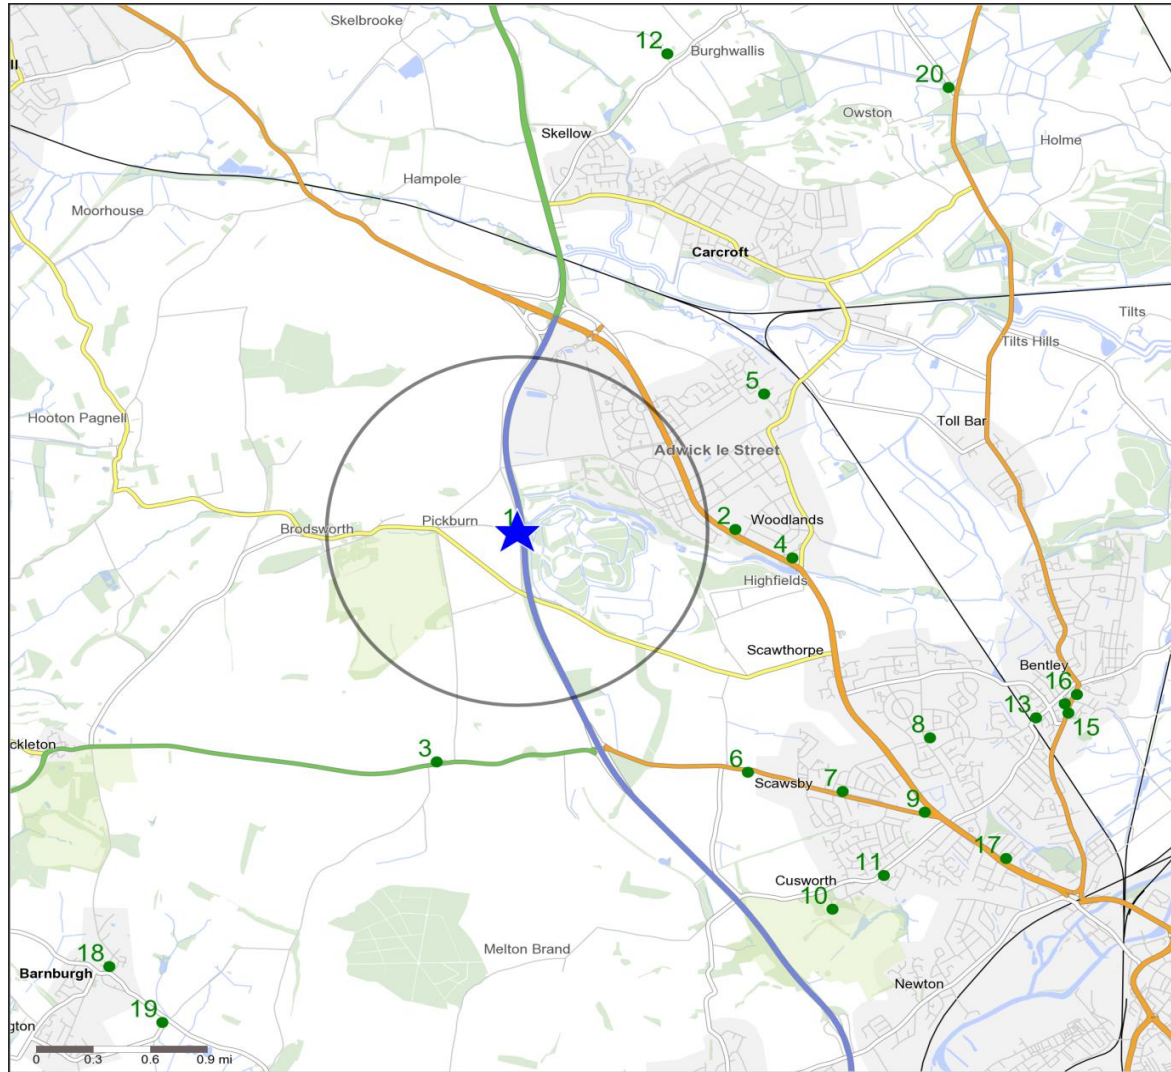 Skelbrooke
12
Burghwallis
ll
20
Owston
Skellow
Holme
Hampole
Moorhouse
Carcroft
Tilts
Tilts Hills
5
Hooton Pagnell
Toll Bar
Adwick le Street
1
Pickburn
2
Woodlands
Brodsworth
4
Highfields
Scawthorpe
Bentley
16
13
15
ckleton
3
8
6
Scawsby
7
9
17
11
Cusworth
10
Melton Brand
18
Barnburgh
Newton
19
gton
0 0.3 0.6 0.9 mi